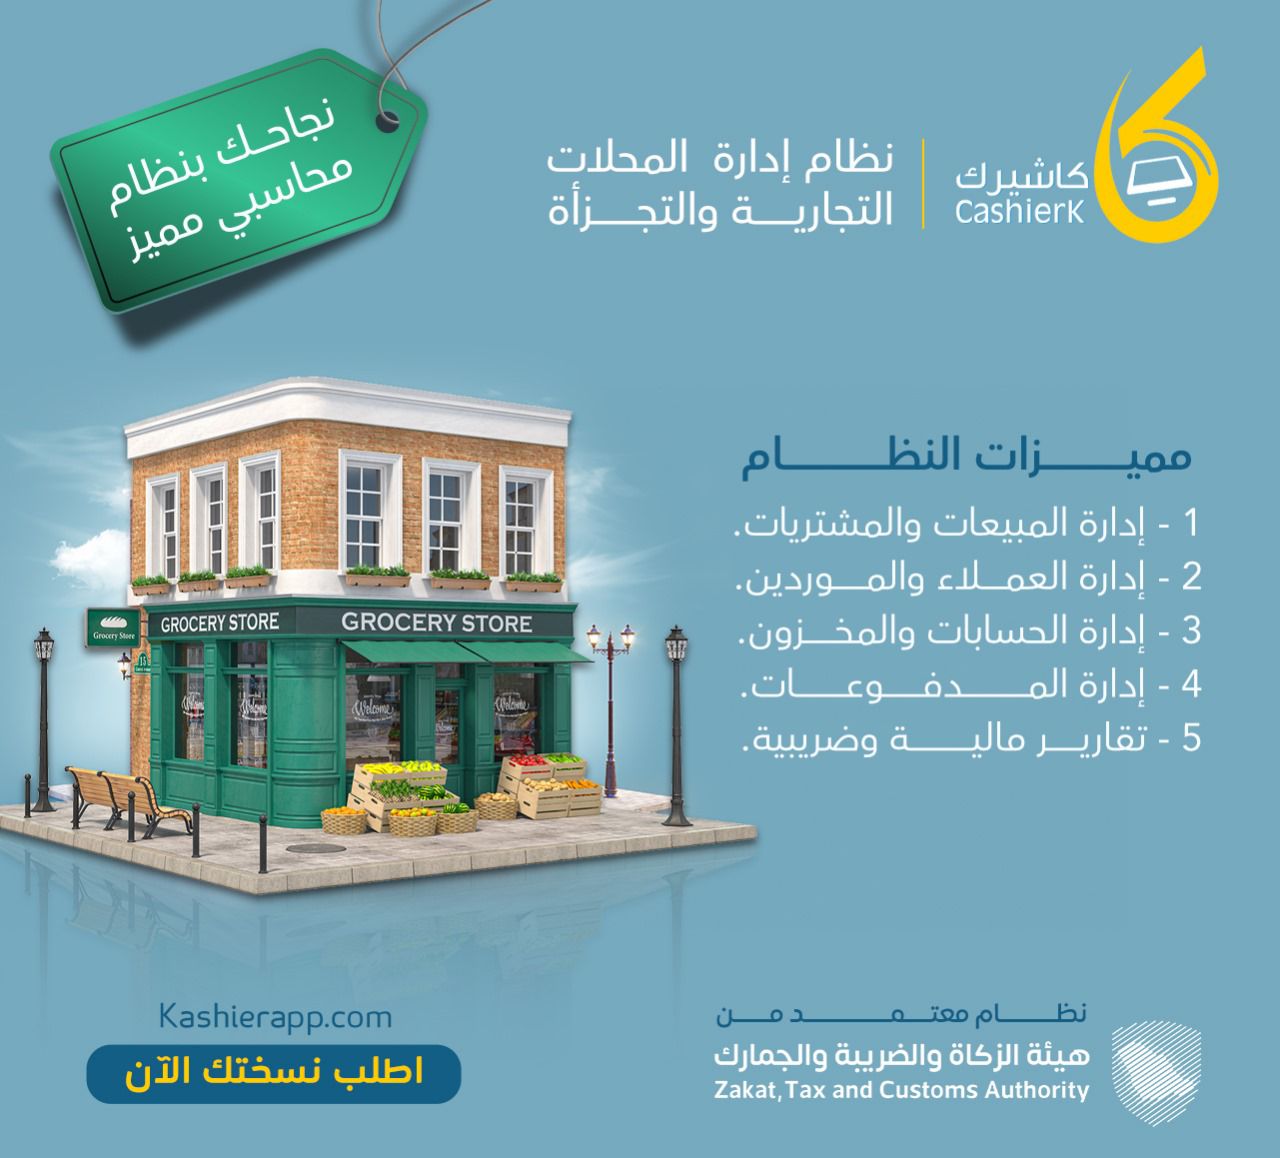 نجاحك بنظام
محاسبي مميز
كاشيرك
CashierK
نظام إدارة المحلات
التجارية والتجزأة
مميزات النظام
1 - إدارة المبيعات والمشتريات.
2 - إدارة العملاء والموردين.
3 - إدارة الحسابات والمخزون.
4 - إدارة المدفوعات.
5 - تقارير مالية وضريبية.
GROCERY STORE
GROCERY STORE
Grocery Store
15
Welcome
Welcome
Welcome
Welcome
Kashierapp.com
اطلب نسختك الآن
نظام معتمد من
هيئة الزكاة والضريبة والجمارك
Zakat, Tax and Customs Authority